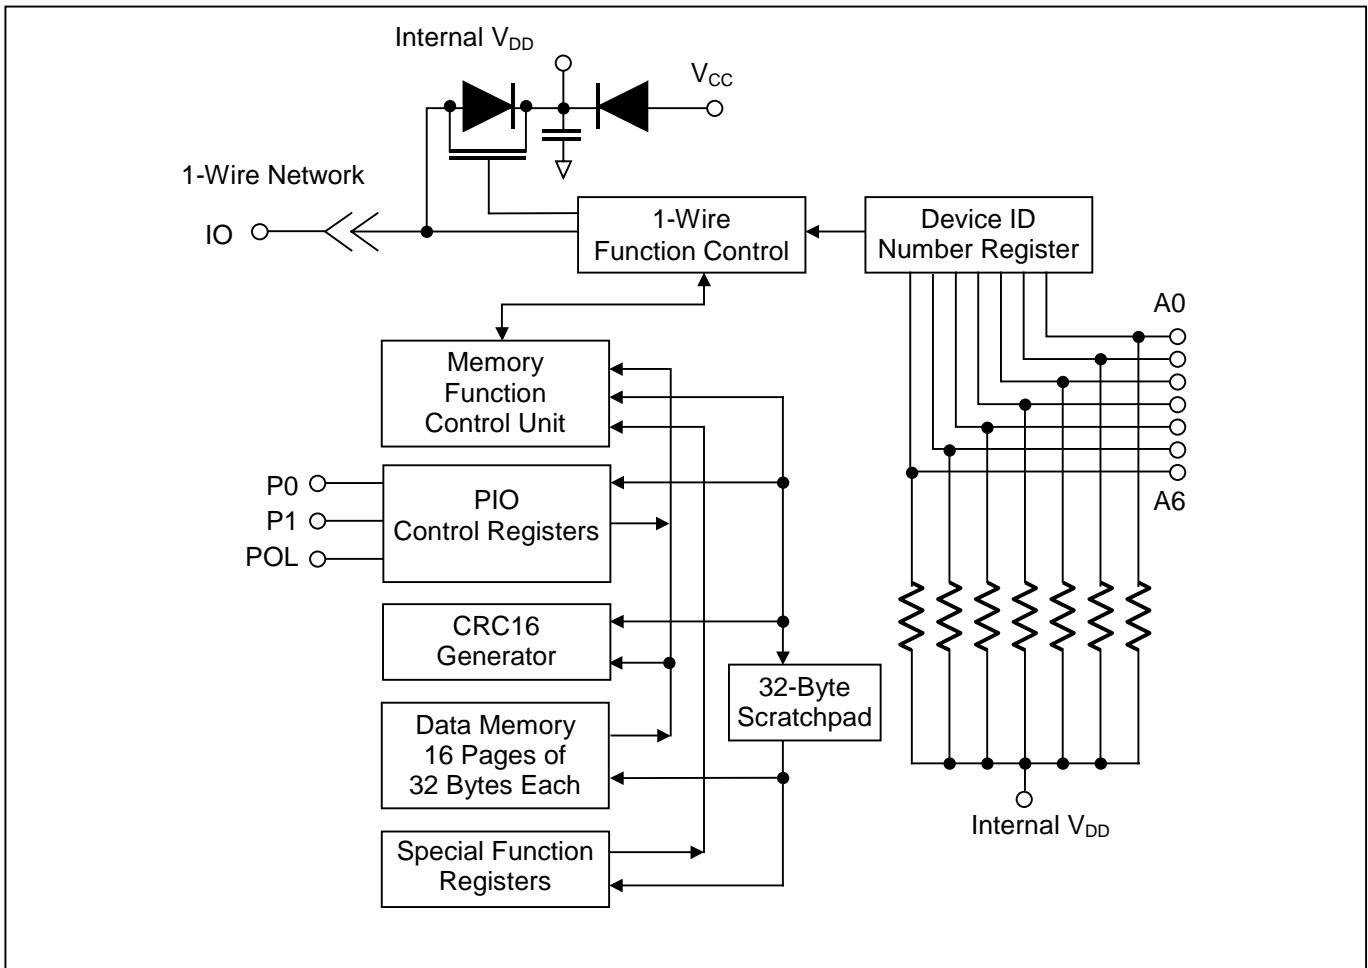 Internal VDD
VCC
1-Wire Network
IO
1-Wire
Function Control
Device ID
Number Register
A0
A6
Memory
Function
Control Unit
P0
P1
POL
PIO
Control Registers
CRC16
Generator
32-Byte
Scratchpad
Data Memory
16 Pages of
32 Bytes Each
Special Function
Registers
Internal VDD